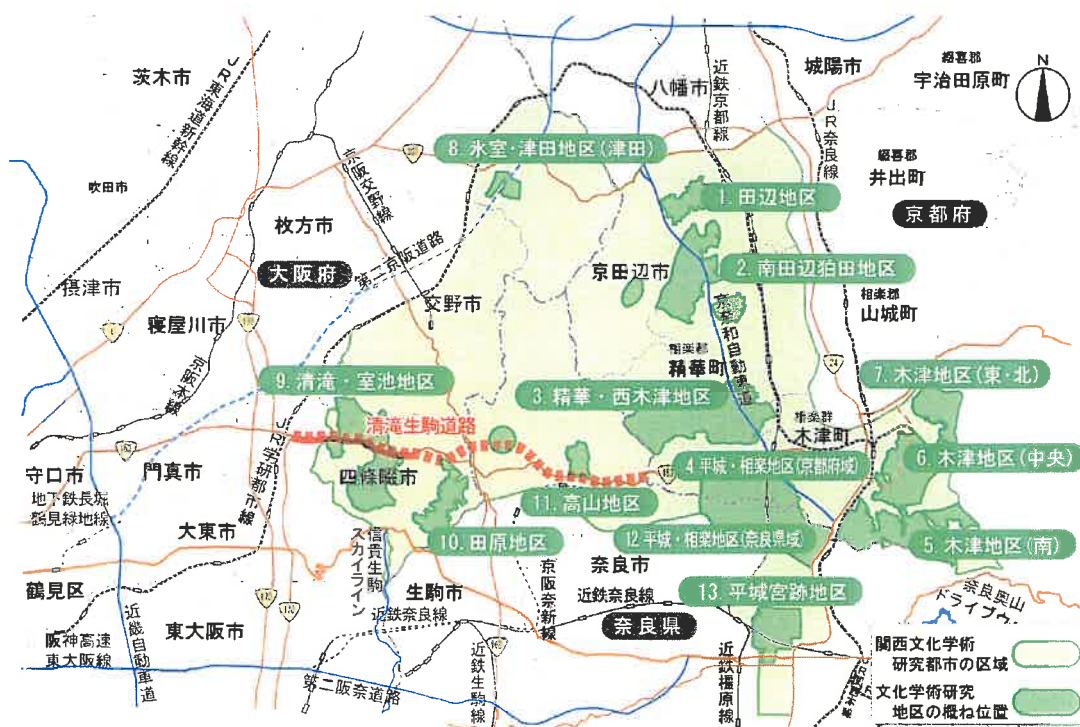 茨木市
JR東海道新幹線
吹田市
摂津市
枚方市
大阪府
寝屋川市
京阪本線
京阪交野線
第二京阪道路
交野市
8. 氷室・津田地区(津田)
八幡市
近鉄京都線
城陽市
JR奈良線
綴喜郡
宇治田原町
N
綴喜郡
井出町
京都府
1. 田辺地区
京田辺市
2. 南田辺狛田地区
相楽郡
山城町
京奈和自動車道
相楽郡
精華町
24
3. 精華・西木津地区
7. 木津地区(東・北)
相楽群
木津町
9. 清滝・室池地区
清滝生駒道路
JR学研都市線
163
163
守口市
門真市
地下鉄長堀
鶴見緑地線
四條畷市
4 平城・相楽地区(京都府域)
6. 木津地区(中央)
11. 高山地区
大東市
信貴生駒
スカイライン
10. 田原地区
12 平城・相楽地区(奈良県域)
5. 木津地区(南)
鶴見区
奈良市
生駒市
近鉄奈良線
京阪奈新線
近鉄奈良線
13. 平城宮跡地区
奈良県
奈良奥山
ドライブウ
170
東大阪市
阪神高速
東大阪線
近畿自動車道
第二阪奈道路
近鉄生駒線
近鉄橿原線
関西文化学術
研究都市の区域
文化学術研究
地区の概ね位置